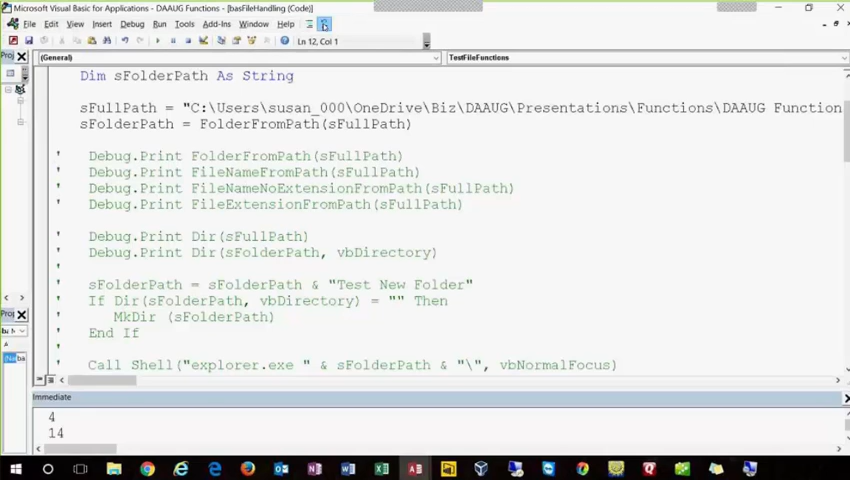 Microsoft Visual Basic for Applications - DAAUG Functions - [basFileHandling (Code)]
File Edit View Insert Debug Run Tools Add-Ins Window Help
Ln 12, Col 1
Proj
(General) TestFileFunctions
Dim sFolderPath As String
sFullPath = "C:\Users\susan_000\OneDrive\Biz\DAAUG\Presentations\Functions\DAAUG Function
sFolderPath = FolderFromPath(sFullPath)
' Debug.Print FolderFromPath(sFullPath)
' Debug.Print FileNameFromPath(sFullPath)
' Debug.Print FileNameNoExtensionFromPath(sFullPath)
' Debug.Print FileExtensionFromPath(sFullPath)
' Debug.Print Dir(sFullPath)
' Debug.Print Dir(sFolderPath, vbDirectory)
' sFolderPath = sFolderPath & "Test New Folder"
' If Dir(sFolderPath, vbDirectory) = "" Then
' MkDir (sFolderPath)
' End If
' Call Shell("explorer.exe " & sFolderPath & "\", vbNormalFocus)
Prop
Immediate
4
14